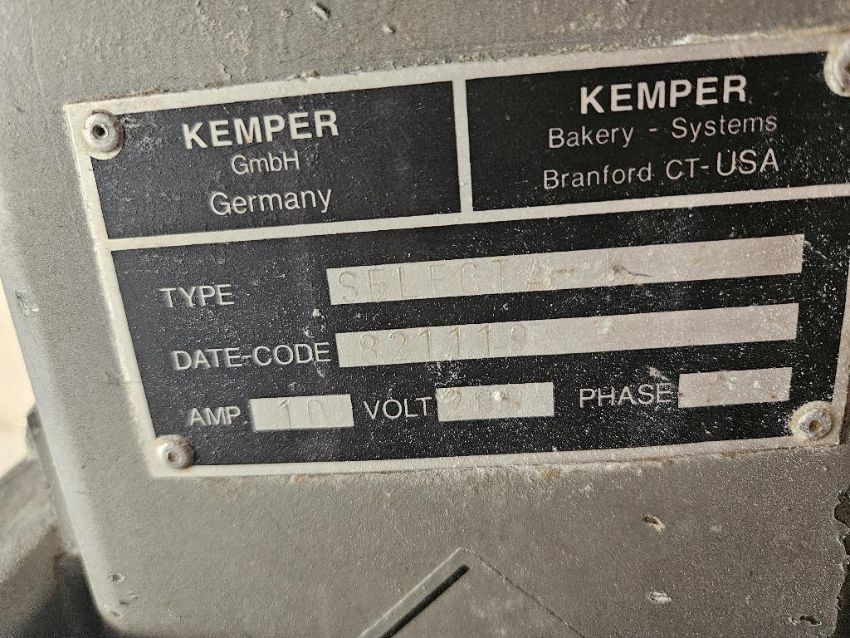 KEMPER
GmbH
Germany
KEMPER
Bakery - Systems
Branford CT-USA
TYPE
DATE-CODE 821119
AMP. 10 VOLT PHASE